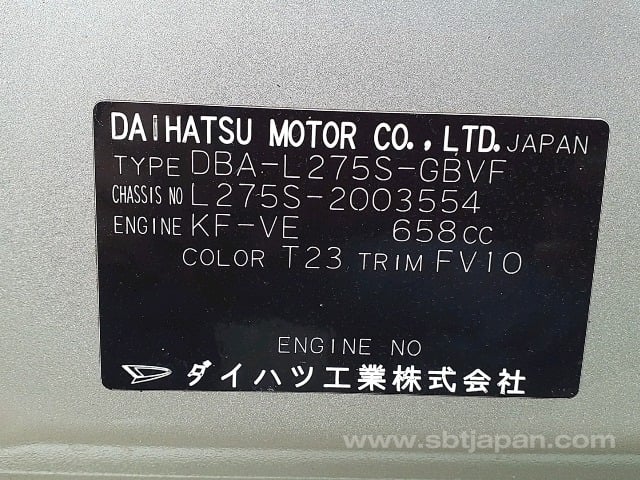 DAIHATSU MOTOR CO., LTD. JAPAN
TYPE DBA-L275S-GBVF
CHASSIS NO L275S-2003554
ENGINE KF-VE 658CC
COLOR T23 TRIM FV10
ENGINE NO
ダイハツ工業株式会社
www.sbtjapan.com